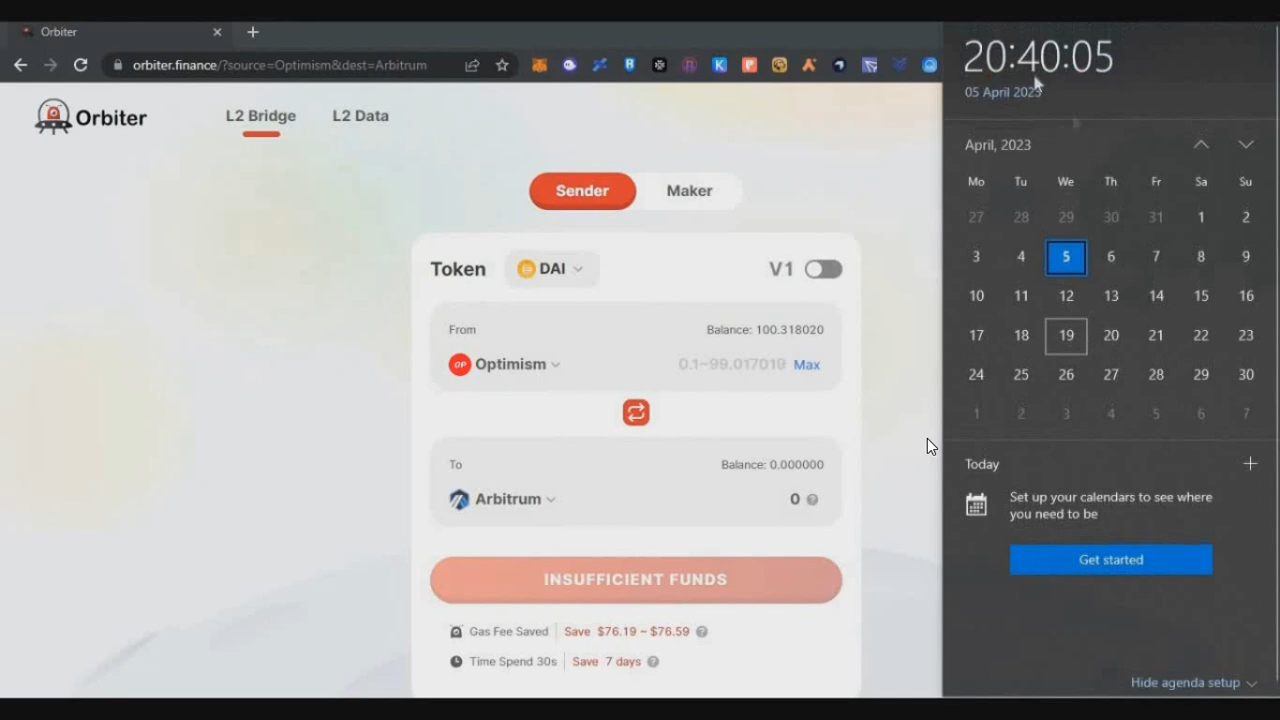 Orbiter
orbiter.finance/?source=Optimism&dest=Arbitrum
Orbiter
L2 Bridge
L2 Data
Sender
Maker
Token
DAI
V1
From
Balance: 100.318020
OP
Optimism
0.1~99.017019 Max
To
Balance: 0.000000
Arbitrum
0 ?
INSUFFICIENT FUNDS
Gas Fee Saved Save $76.19 ~ $76.59 ?
Time Spend 30s Save 7 days ?
20:40:05
05 April 2023
April, 2023
Mo Tu We Th Fr Sa Su
27 28 29 30 31 1 2
3 4 5 6 7 8 9
10 11 12 13 14 15 16
17 18 19 20 21 22 23
24 25 26 27 28 29 30
1 2 3 4 5 6 7
Today
Set up your calendars to see where
you need to be
Get started
Hide agenda setup